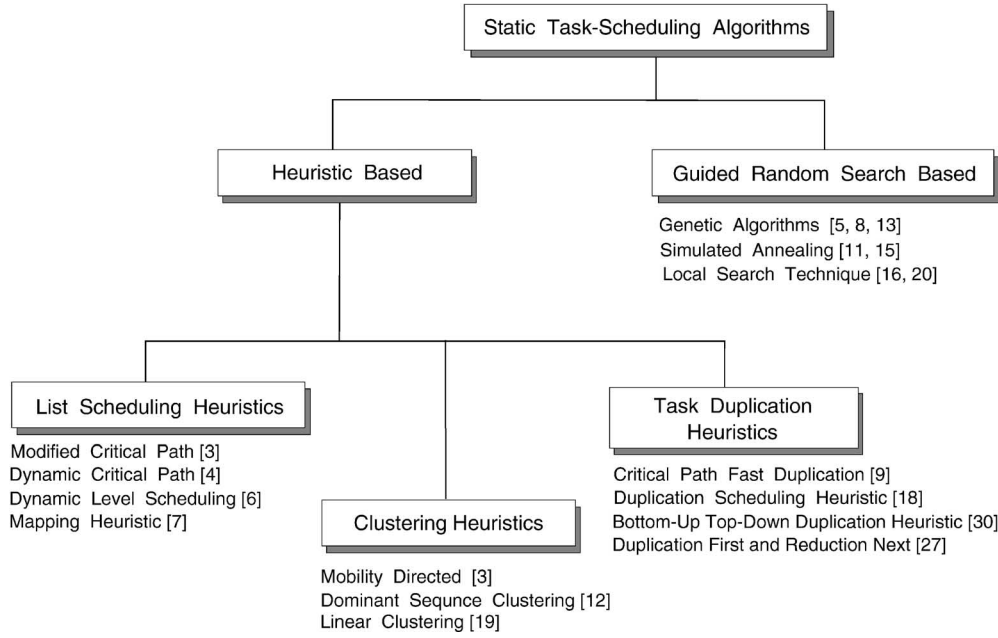 Static Task-Scheduling Algorithms
Heuristic Based
Guided Random Search Based
Genetic Algorithms [5, 8, 13]
Simulated Annealing [11, 15]
Local Search Technique [16, 20]
List Scheduling Heuristics
Modified Critical Path [3]
Dynamic Critical Path [4]
Dynamic Level Scheduling [6]
Mapping Heuristic [7]
Clustering Heuristics
Mobility Directed [3]
Dominant Sequnce Clustering [12]
Linear Clustering [19]
Task Duplication
Heuristics
Critical Path Fast Duplication [9]
Duplication Scheduling Heuristic [18]
Bottom-Up Top-Down Duplication Heuristic [30]
Duplication First and Reduction Next [27]